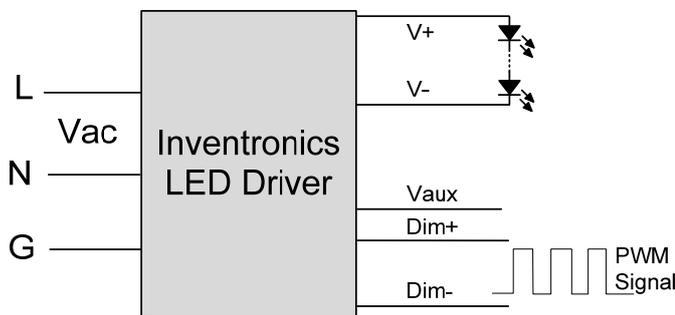 V+
L
V-
Vac
Inventronics
LED Driver
N
Vaux
Dim+
G
PWM
Signal
Dim-